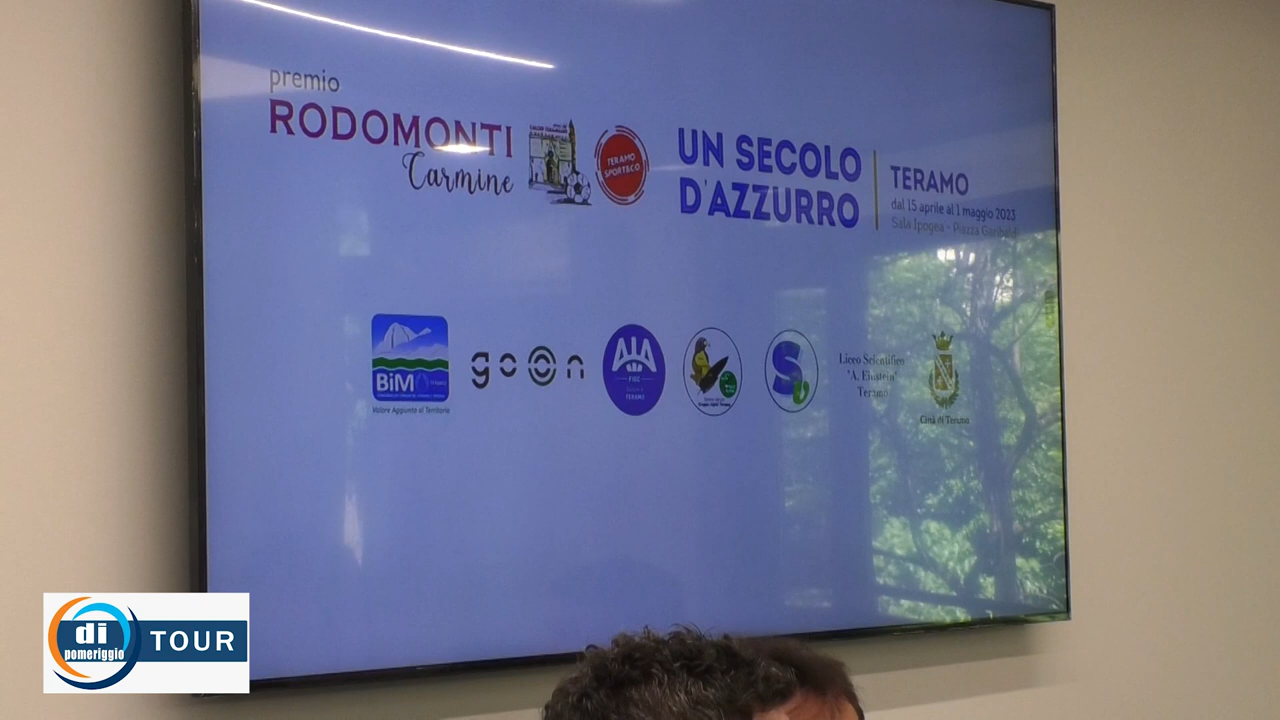 premio
RODOMONTI
Carmine
TERAMO
SPORT&CO.
UN SECOLO
D'AZZURRO
TERAMO
dal 15 aprile al 1 maggio 2023
Sala Ipogea - Piazza Garibaldi
BiM
Valore Aggiunto al Territorio
goon
AIA
FIGC
TERAMO
S
Liceo Scientifico
"A. Einstein"
Teramo
Città di Teramo
di
pomeriggio
TOUR